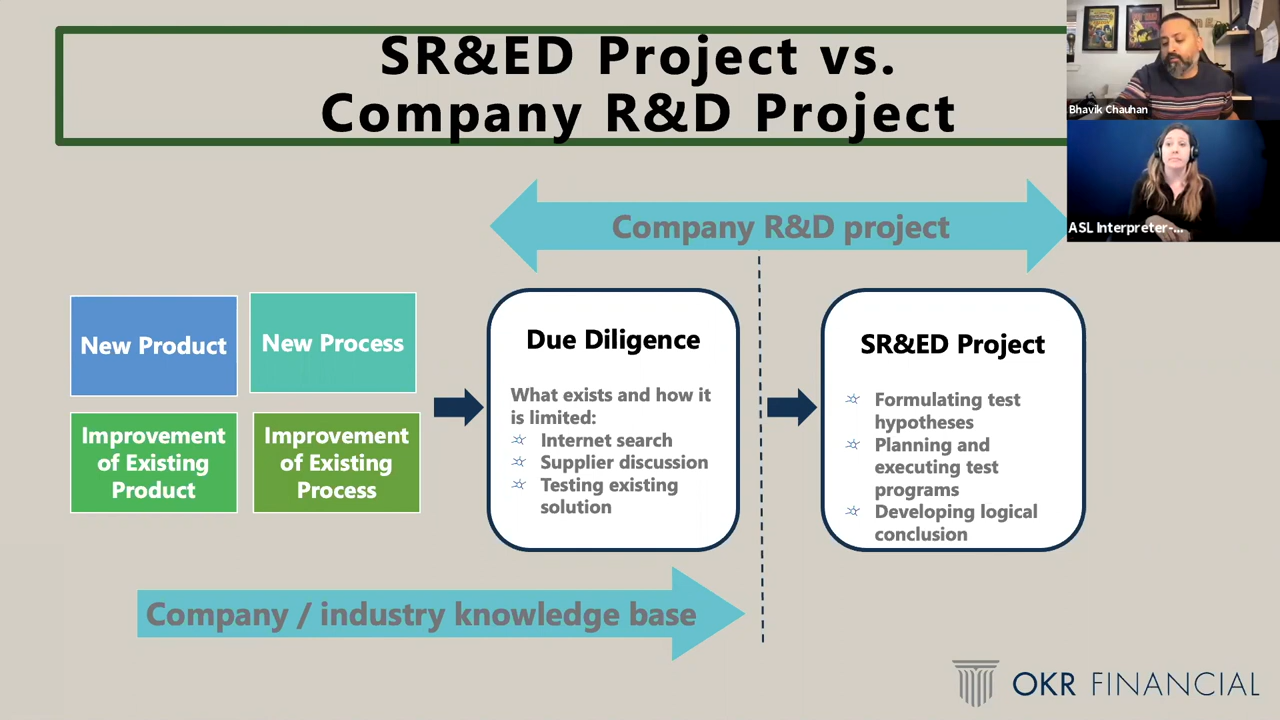 SR&ED Project vs.
Company R&D Project
Bhavik Chauhan
ASL Interpreter-...
Company R&D project
New Product
New Process
Improvement
of Existing
Product
Improvement
of Existing
Process
Due Diligence
What exists and how it
is limited:
Internet search
Supplier discussion
Testing existing
solution
SR&ED Project
Formulating test
hypotheses
Planning and
executing test
programs
Developing logical
conclusion
Company / industry knowledge base
OKR FINANCIAL